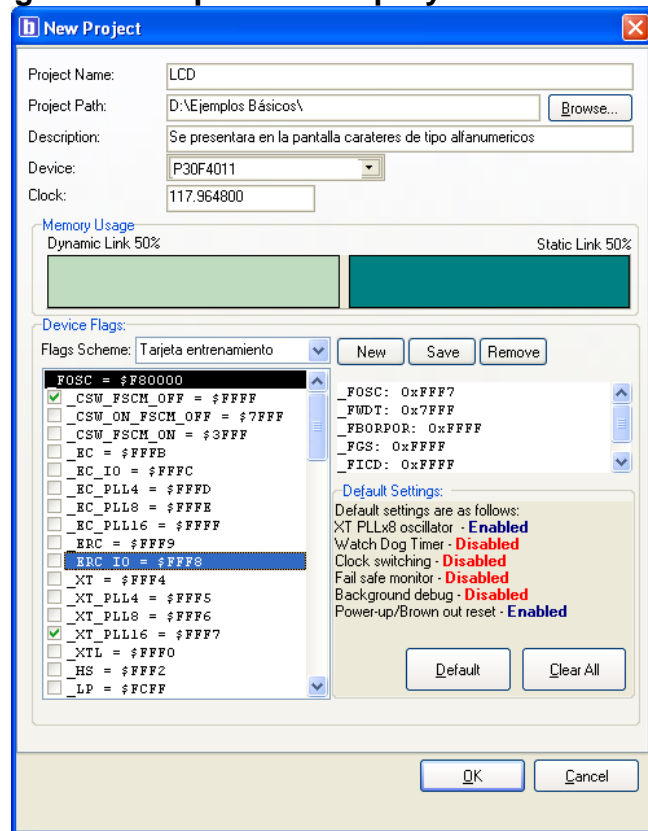 New Project
Project Name: LCD
Project Path: D:\Ejemplos Básicos\ Browse...
Description: Se presentara en la pantalla carateres de tipo alfanumericos
Device: P30F4011
Clock: 117.964800
Memory Usage
Dynamic Link 50% Static Link 50%
Device Flags:
Flags Scheme: Tarjeta entrenamiento New Save Remove
_FOSC = $F80000
_CSW_FSCM_OFF = $FFFF
_CSW_ON_FSCM_OFF = $7FFF
_CSW_FSCM_ON = $3FFF
_EC = $FFFB
_EC_IO = $FFFC
_EC_PLL4 = $FFFD
_EC_PLL8 = $FFFE
_EC_PLL16 = $FFFF
_ERC = $FFF9
_ERC_IO = $FFF8
_XT = $FFF4
_XT_PLL4 = $FFF5
_XT_PLL8 = $FFF6
_XT_PLL16 = $FFF7
_XTL = $FFF0
_HS = $FFF2
_LP = $FCFF
_FOSC: 0xFFF7
_FWDT: 0x7FFF
_FBORPOR: 0xFFFF
_FGS: 0xFFFF
_FICD: 0xFFFF
Default Settings:
Default settings are as follows:
XT PLLx8 oscillator - Enabled
Watch Dog Timer - Disabled
Clock switching - Disabled
Fail safe monitor - Disabled
Background debug - Disabled
Power-up/Brown out reset - Enabled
Default Clear All
OK Cancel